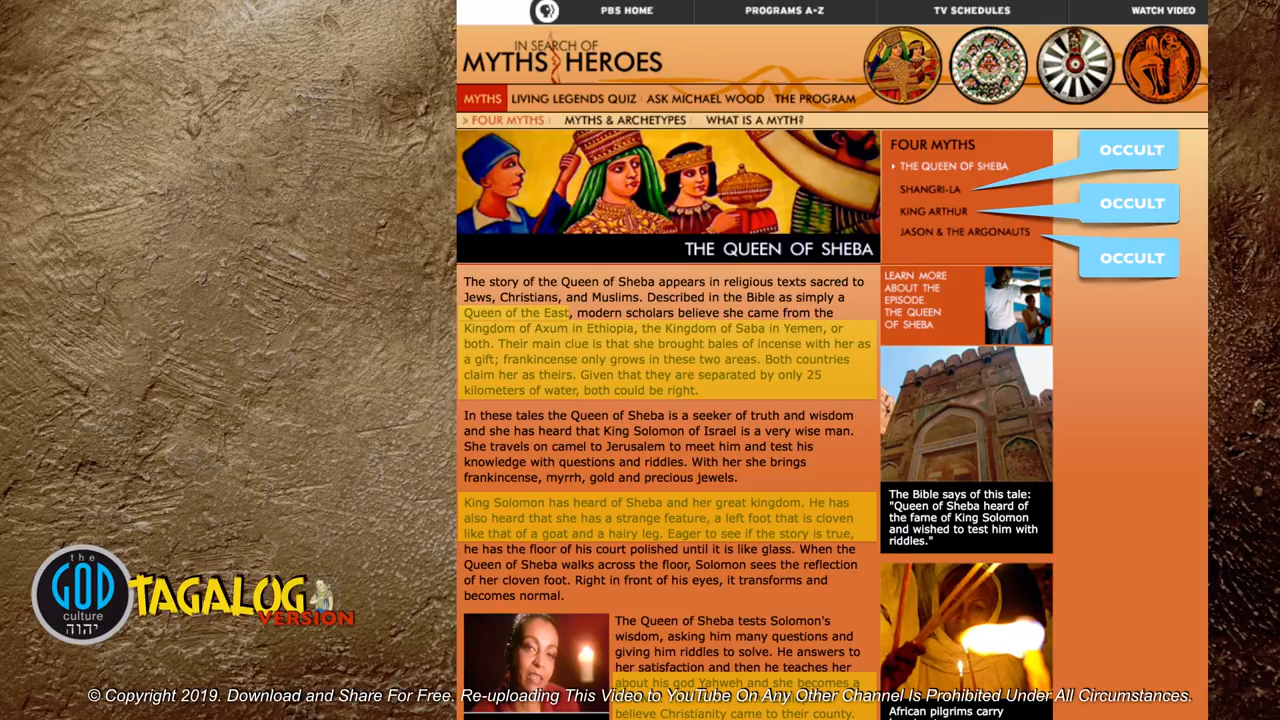 PBS HOME
PROGRAMS A-Z
TV SCHEDULES
WATCH VIDEO
IN SEARCH OF
MYTHS HEROES
MYTHS
LIVING LEGENDS QUIZ
ASK MICHAEL WOOD
THE PROGRAM
> FOUR MYTHS
MYTHS & ARCHETYPES
WHAT IS A MYTH?
THE QUEEN OF SHEBA
FOUR MYTHS
THE QUEEN OF SHEBA
SHANGRI-LA
KING ARTHUR
JASON & THE ARGONAUTS
OCCULT
OCCULT
OCCULT
The story of the Queen of Sheba appears in religious texts sacred to
Jews, Christians, and Muslims. Described in the Bible as simply a
Queen of the East, modern scholars believe she came from the
Kingdom of Axum in Ethiopia, the Kingdom of Saba in Yemen, or
both. Their main clue is that she brought bales of incense with her as
a gift; frankincense only grows in these two areas. Both countries
claim her as theirs. Given that they are separated by only 25
kilometers of water, both could be right.
In these tales the Queen of Sheba is a seeker of truth and wisdom
and she has heard that King Solomon of Israel is a very wise man.
She travels on camel to Jerusalem to meet him and test his
knowledge with questions and riddles. With her she brings
frankincense, myrrh, gold and precious jewels.
King Solomon has heard of Sheba and her great kingdom. He has
also heard that she has a strange feature, a left foot that is cloven
like that of a goat and a hairy leg. Eager to see if the story is true,
he has the floor of his court polished until it is like glass. When the
Queen of Sheba walks across the floor, Solomon sees the reflection
of her cloven foot. Right in front of his eyes, it transforms and
becomes normal.
The Queen of Sheba tests Solomon's
wisdom, asking him many questions and
giving him riddles to solve. He answers to
her satisfaction and then he teaches her
about his god Yahweh and she becomes a
believe Christianity came to their county.
LEARN MORE
ABOUT THE
EPISODE.
THE QUEEN
OF SHEBA
The Bible says of this tale:
"Queen of Sheba heard of
the fame of King Solomon
and wished to test him with
riddles."
African pilgrims carry
the
GOD
culture
יהוה
TAGALOG
VERSION
© Copyright 2019. Download and Share For Free. Re-uploading This Video to YouTube On Any Other Channel Is Prohibited Under All Circumstances.